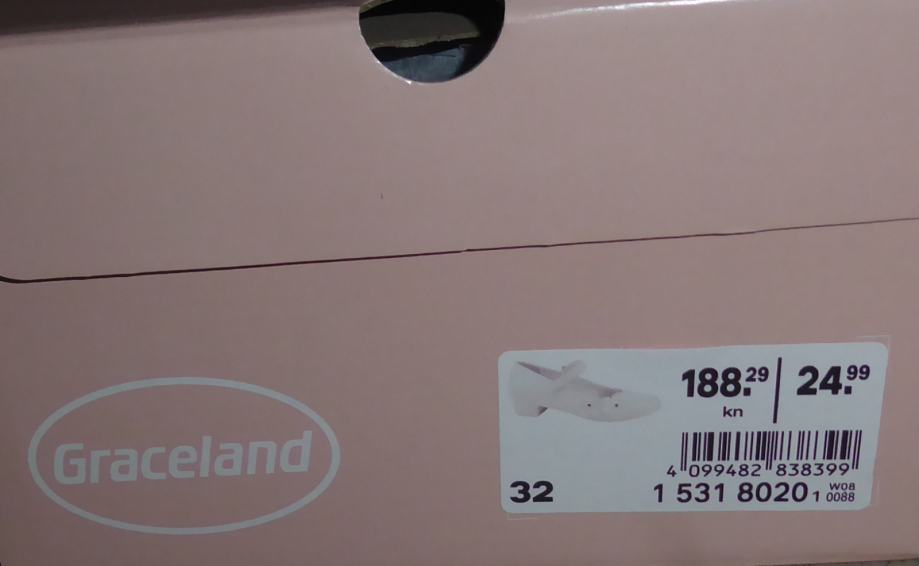 Graceland
188.29 | 24.99
kn
4 099482 838399
32
1 531 8020 1 W08
0088